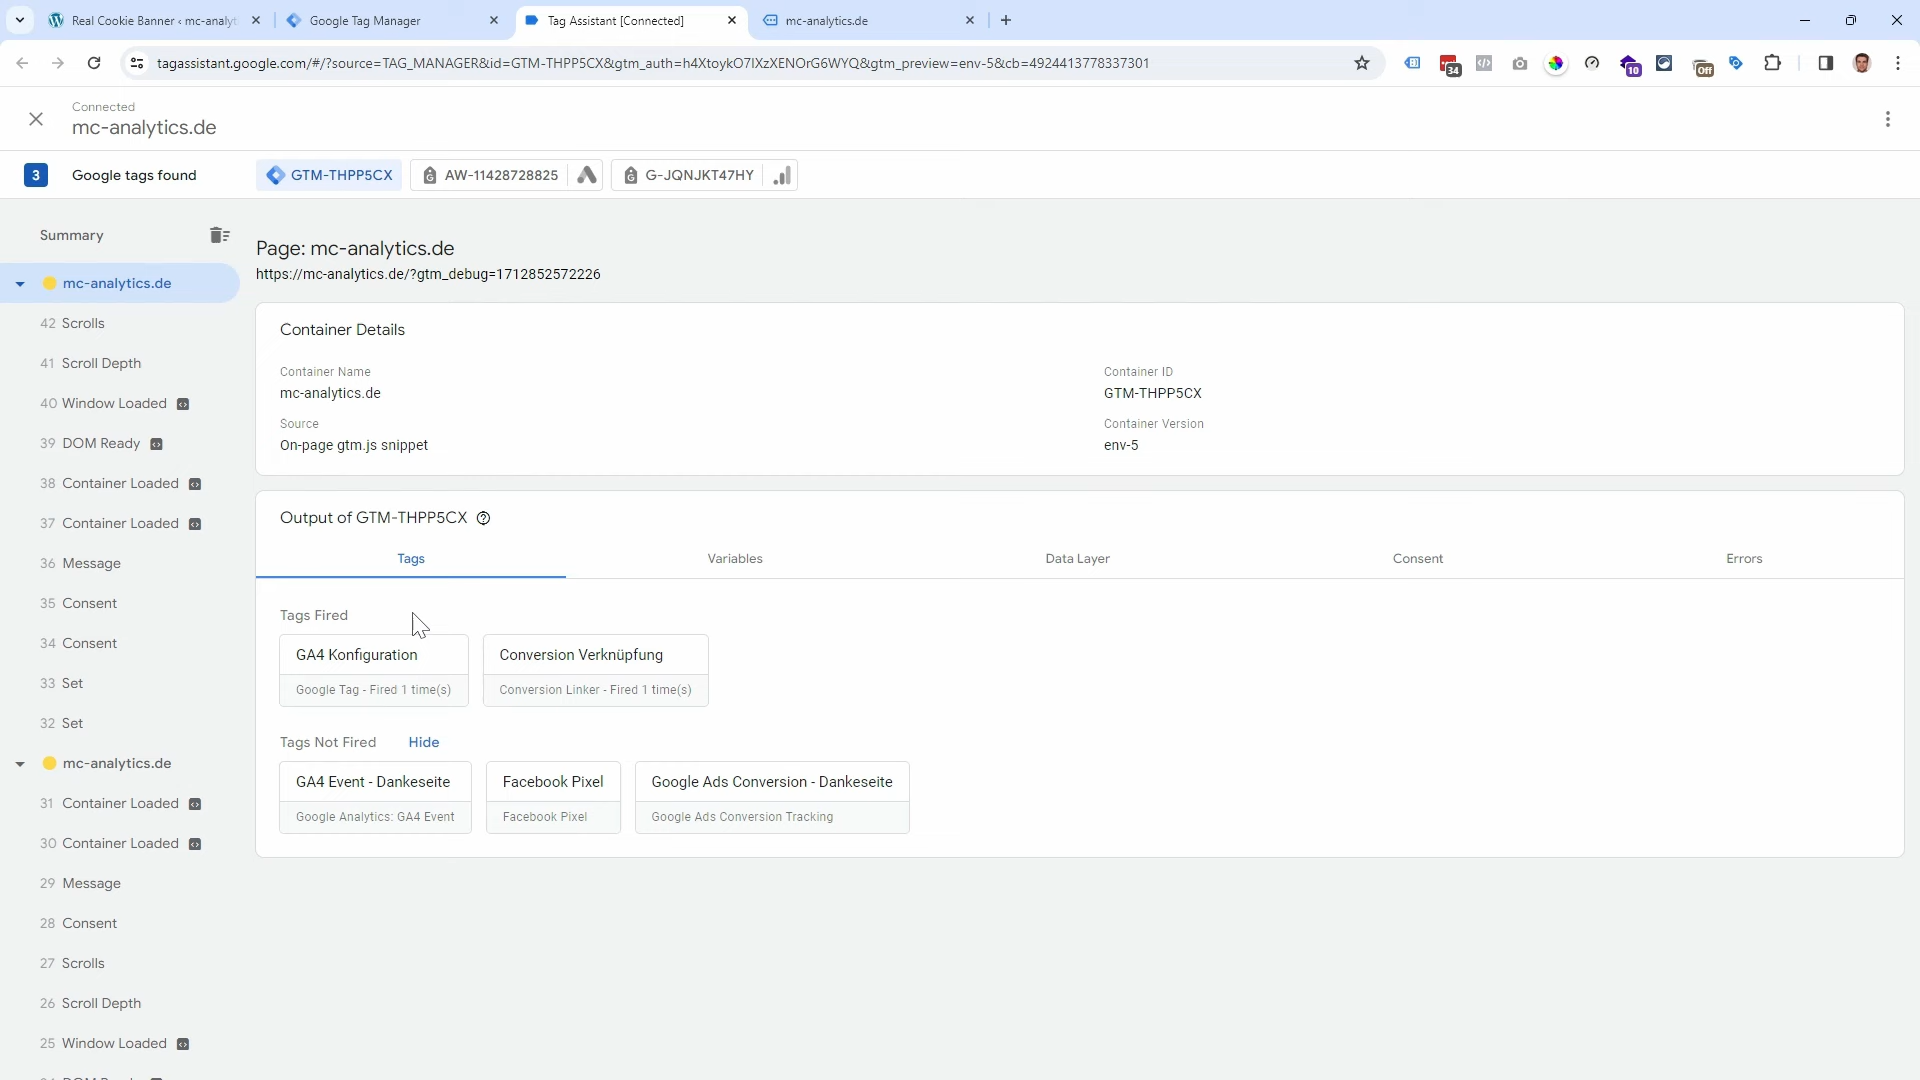 Real Cookie Banner ‹ mc-analyt
Google Tag Manager
Tag Assistant [Connected]
mc-analytics.de
tagassistant.google.com/#/?source=TAG_MANAGER&id=GTM-THPP5CX&gtm_auth=h4XtoykO7IXzXENOrG6WYQ&gtm_preview=env-5&cb=4924413778337301
34
10
Off
Connected
mc-analytics.de
3
Google tags found
GTM-THPP5CX
AW-11428728825
G-JQNJKT47HY
Summary
mc-analytics.de
42 Scrolls
41 Scroll Depth
40 Window Loaded
39 DOM Ready
38 Container Loaded
37 Container Loaded
36 Message
35 Consent
34 Consent
33 Set
32 Set
mc-analytics.de
31 Container Loaded
30 Container Loaded
29 Message
28 Consent
27 Scrolls
26 Scroll Depth
25 Window Loaded
Page: mc-analytics.de
https://mc-analytics.de/?gtm_debug=1712852572226
Container Details
Container Name
mc-analytics.de
Container ID
GTM-THPP5CX
Source
On-page gtm.js snippet
Container Version
env-5
Output of GTM-THPP5CX
Tags
Variables
Data Layer
Consent
Errors
Tags Fired
GA4 Konfiguration
Google Tag - Fired 1 time(s)
Conversion Verknüpfung
Conversion Linker - Fired 1 time(s)
Tags Not Fired
Hide
GA4 Event - Dankeseite
Google Analytics: GA4 Event
Facebook Pixel
Facebook Pixel
Google Ads Conversion - Dankeseite
Google Ads Conversion Tracking